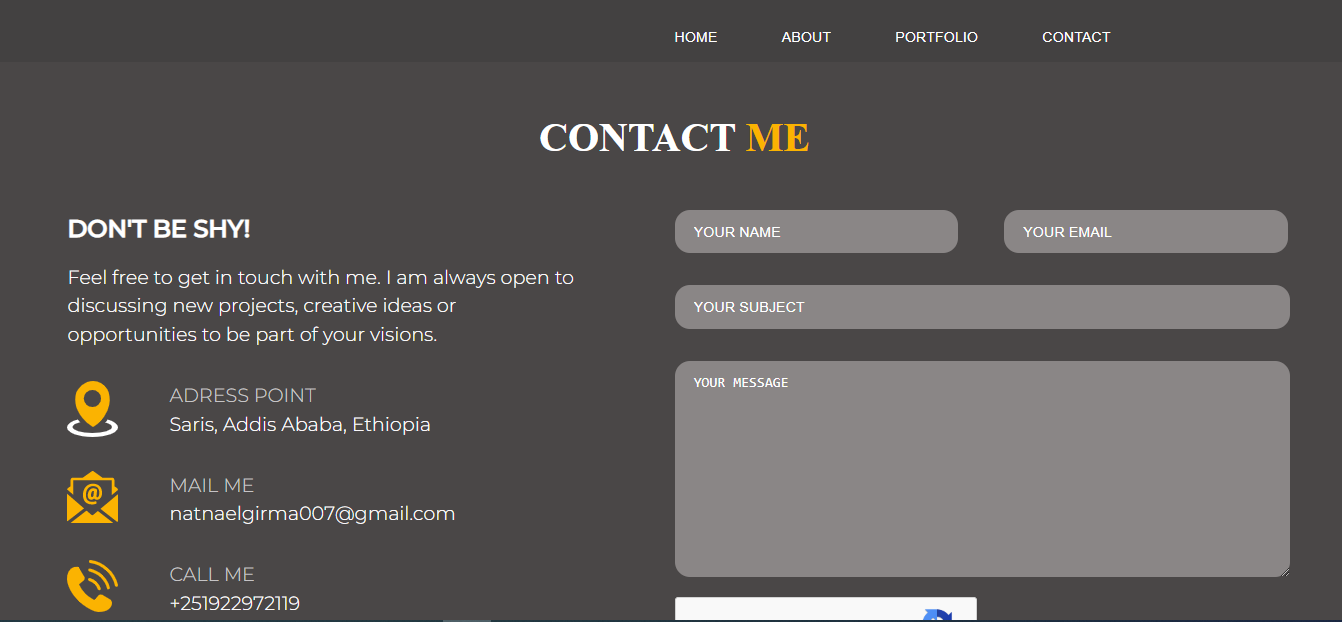 HOME ABOUT PORTFOLIO CONTACT
CONTACT ME
DON'T BE SHY!
Feel free to get in touch with me. I am always open to
discussing new projects, creative ideas or
opportunities to be part of your visions.
ADRESS POINT
Saris, Addis Ababa, Ethiopia
@
MAIL ME
natnaelgirma007@gmail.com
CALL ME
+251922972119
YOUR NAME
YOUR EMAIL
YOUR SUBJECT
YOUR MESSAGE